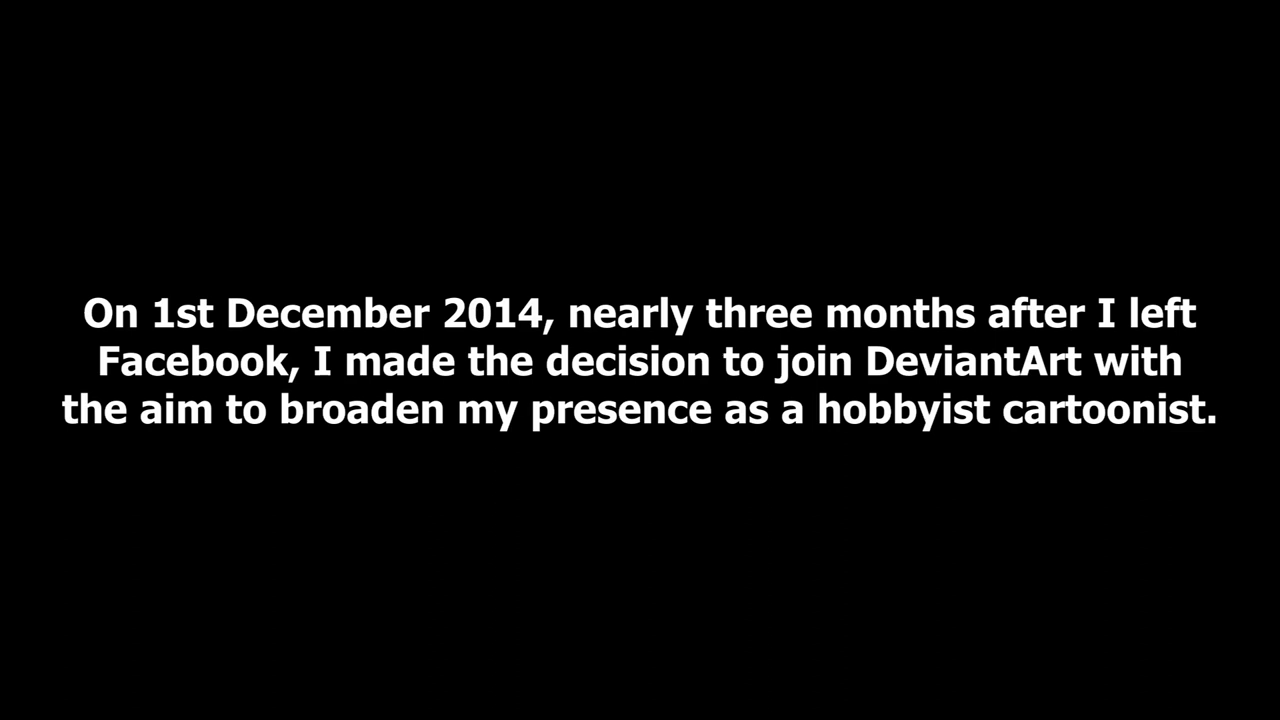 On 1st December 2014, nearly three months after I left
Facebook, I made the decision to join DeviantArt with
the aim to broaden my presence as a hobbyist cartoonist.